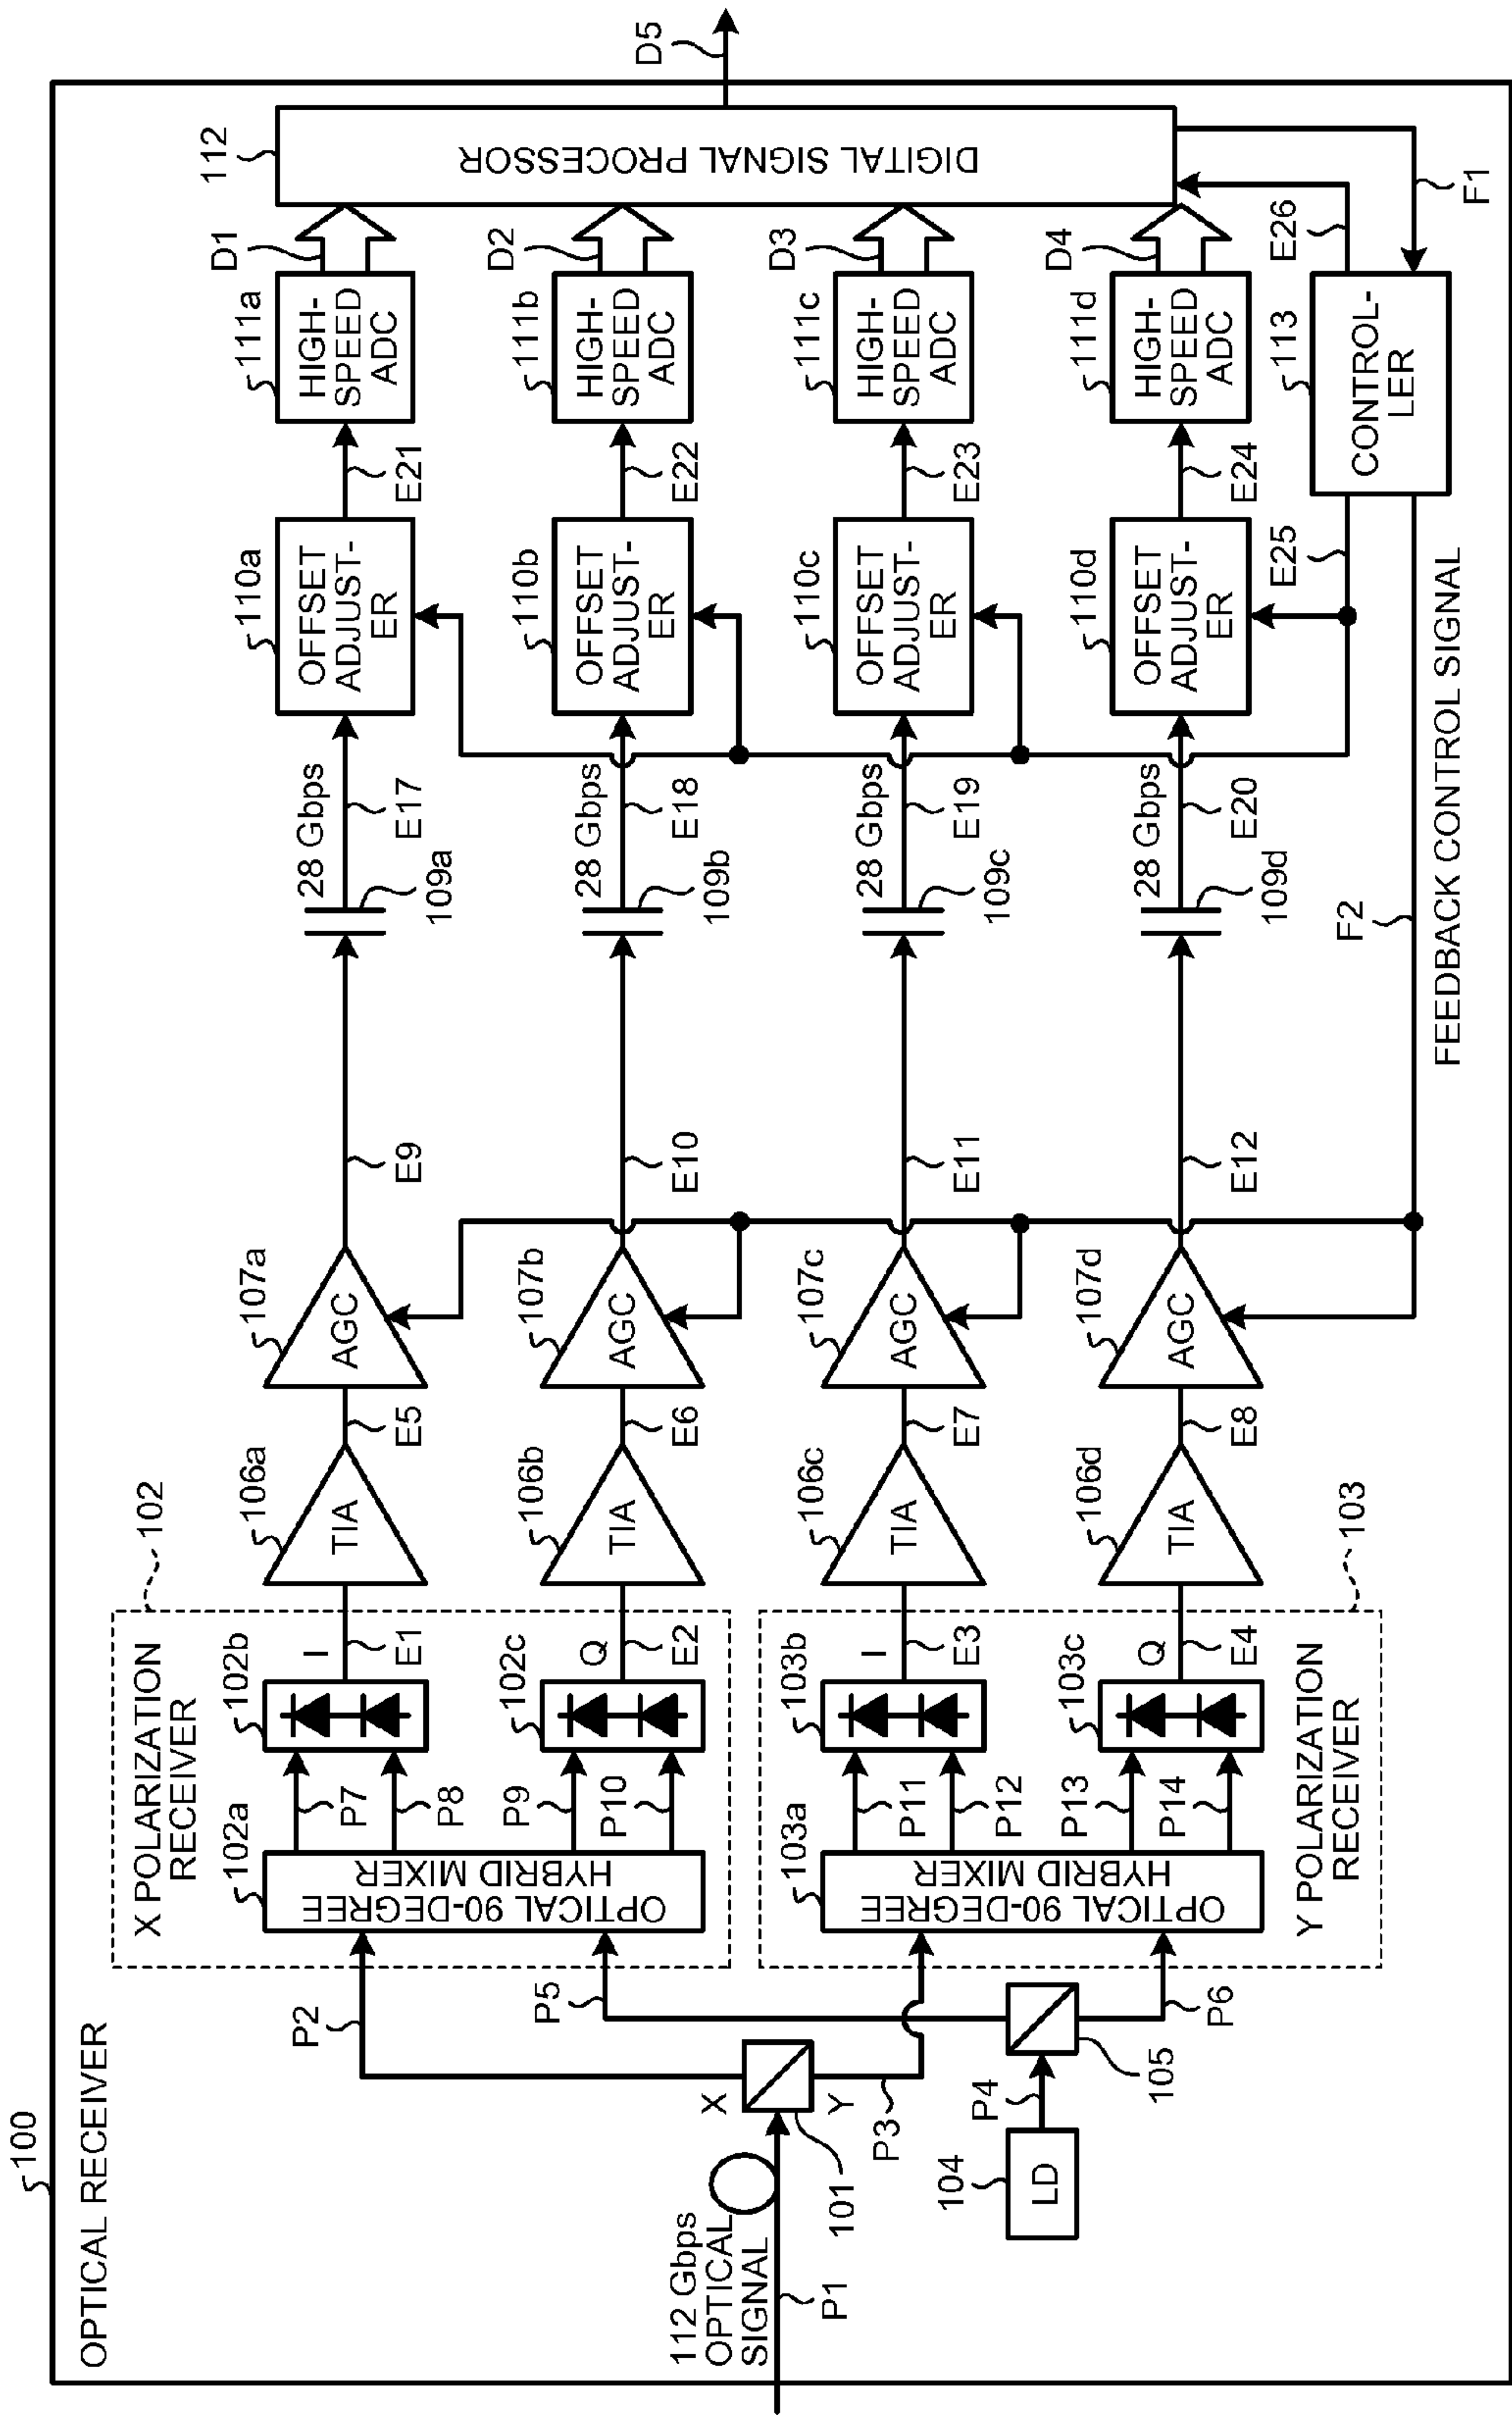 100
OPTICAL RECEIVER
112 Gbps
OPTICAL
SIGNAL
P1
101
X
Y
P2
P3
104
LD
P4
105
P5
P6
X POLARIZATION
RECEIVER
102
102a
OPTICAL 90-DEGREE
HYBRID MIXER
P7
P8
P9
P10
102b
I
E1
102c
Q
E2
Y POLARIZATION
RECEIVER
103
103a
OPTICAL 90-DEGREE
HYBRID MIXER
P11
P12
P13
P14
103b
I
E3
103c
Q
E4
106a
TIA
E5
107a
AGC
E9
109a
28 Gbps
E17
110a
OFFSET
ADJUST-
ER
E21
111a
HIGH-
SPEED
ADC
D1
106b
TIA
E6
107b
AGC
E10
109b
28 Gbps
E18
110b
OFFSET
ADJUST-
ER
E22
111b
HIGH-
SPEED
ADC
D2
106c
TIA
E7
107c
AGC
E11
109c
28 Gbps
E19
110c
OFFSET
ADJUST-
ER
E23
111c
HIGH-
SPEED
ADC
D3
106d
TIA
E8
107d
AGC
E12
109d
28 Gbps
E20
110d
OFFSET
ADJUST-
ER
E24
111d
HIGH-
SPEED
ADC
D4
112
DIGITAL SIGNAL PROCESSOR
D5
E25
113
CONTROL-
LER
E26
F1
F2
FEEDBACK CONTROL SIGNAL